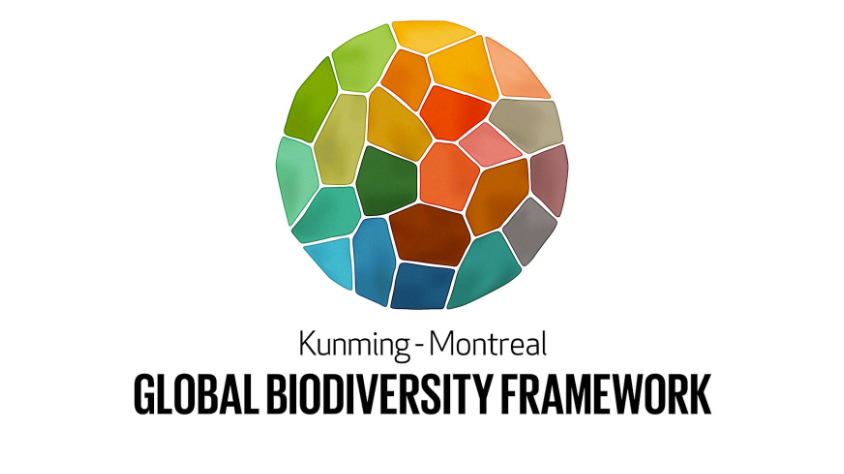 Kunming - Montreal
GLOBAL BIODIVERSITY FRAMEWORK